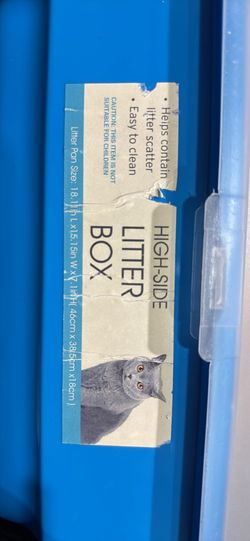 • Helps contain
litter scatter
• Easy to clean
CAUTION: THIS ITEM IS NOT
SUITABLE FOR CHILDREN
HIGH-SIDE
LITTER
BOX
Litter Pan Size: 18.11in L x15.15in W x7.1in H( 46cm x 38.5cm x18cm )